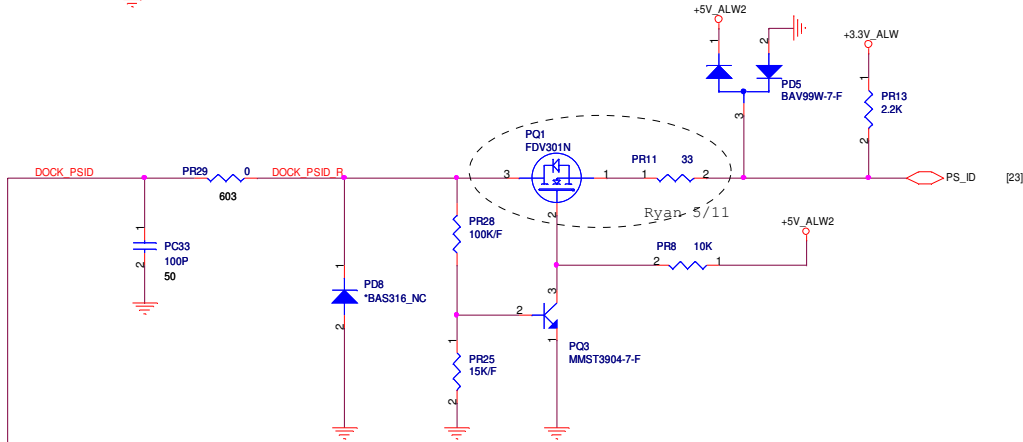 +5V_ALW2
+3.3V_ALW
1
2
PD5
BAV99W-7-F
3
1
PR13
2.2K
2
PQ1
FDV301N
DOCK_PSID
PR29 0
603
DOCK_PSID_R
3
1
PR11 33
1
2
PS_ID
[23]
Ryan 5/11
2
+5V_ALW2
PR28
100K/F
PR8 10K
2
1
1
PC33
100P
50
2
1
PD8
*BAS316_NC
2
3
2
1
PQ3
MMST3904-7-F
1
PR25
15K/F
2